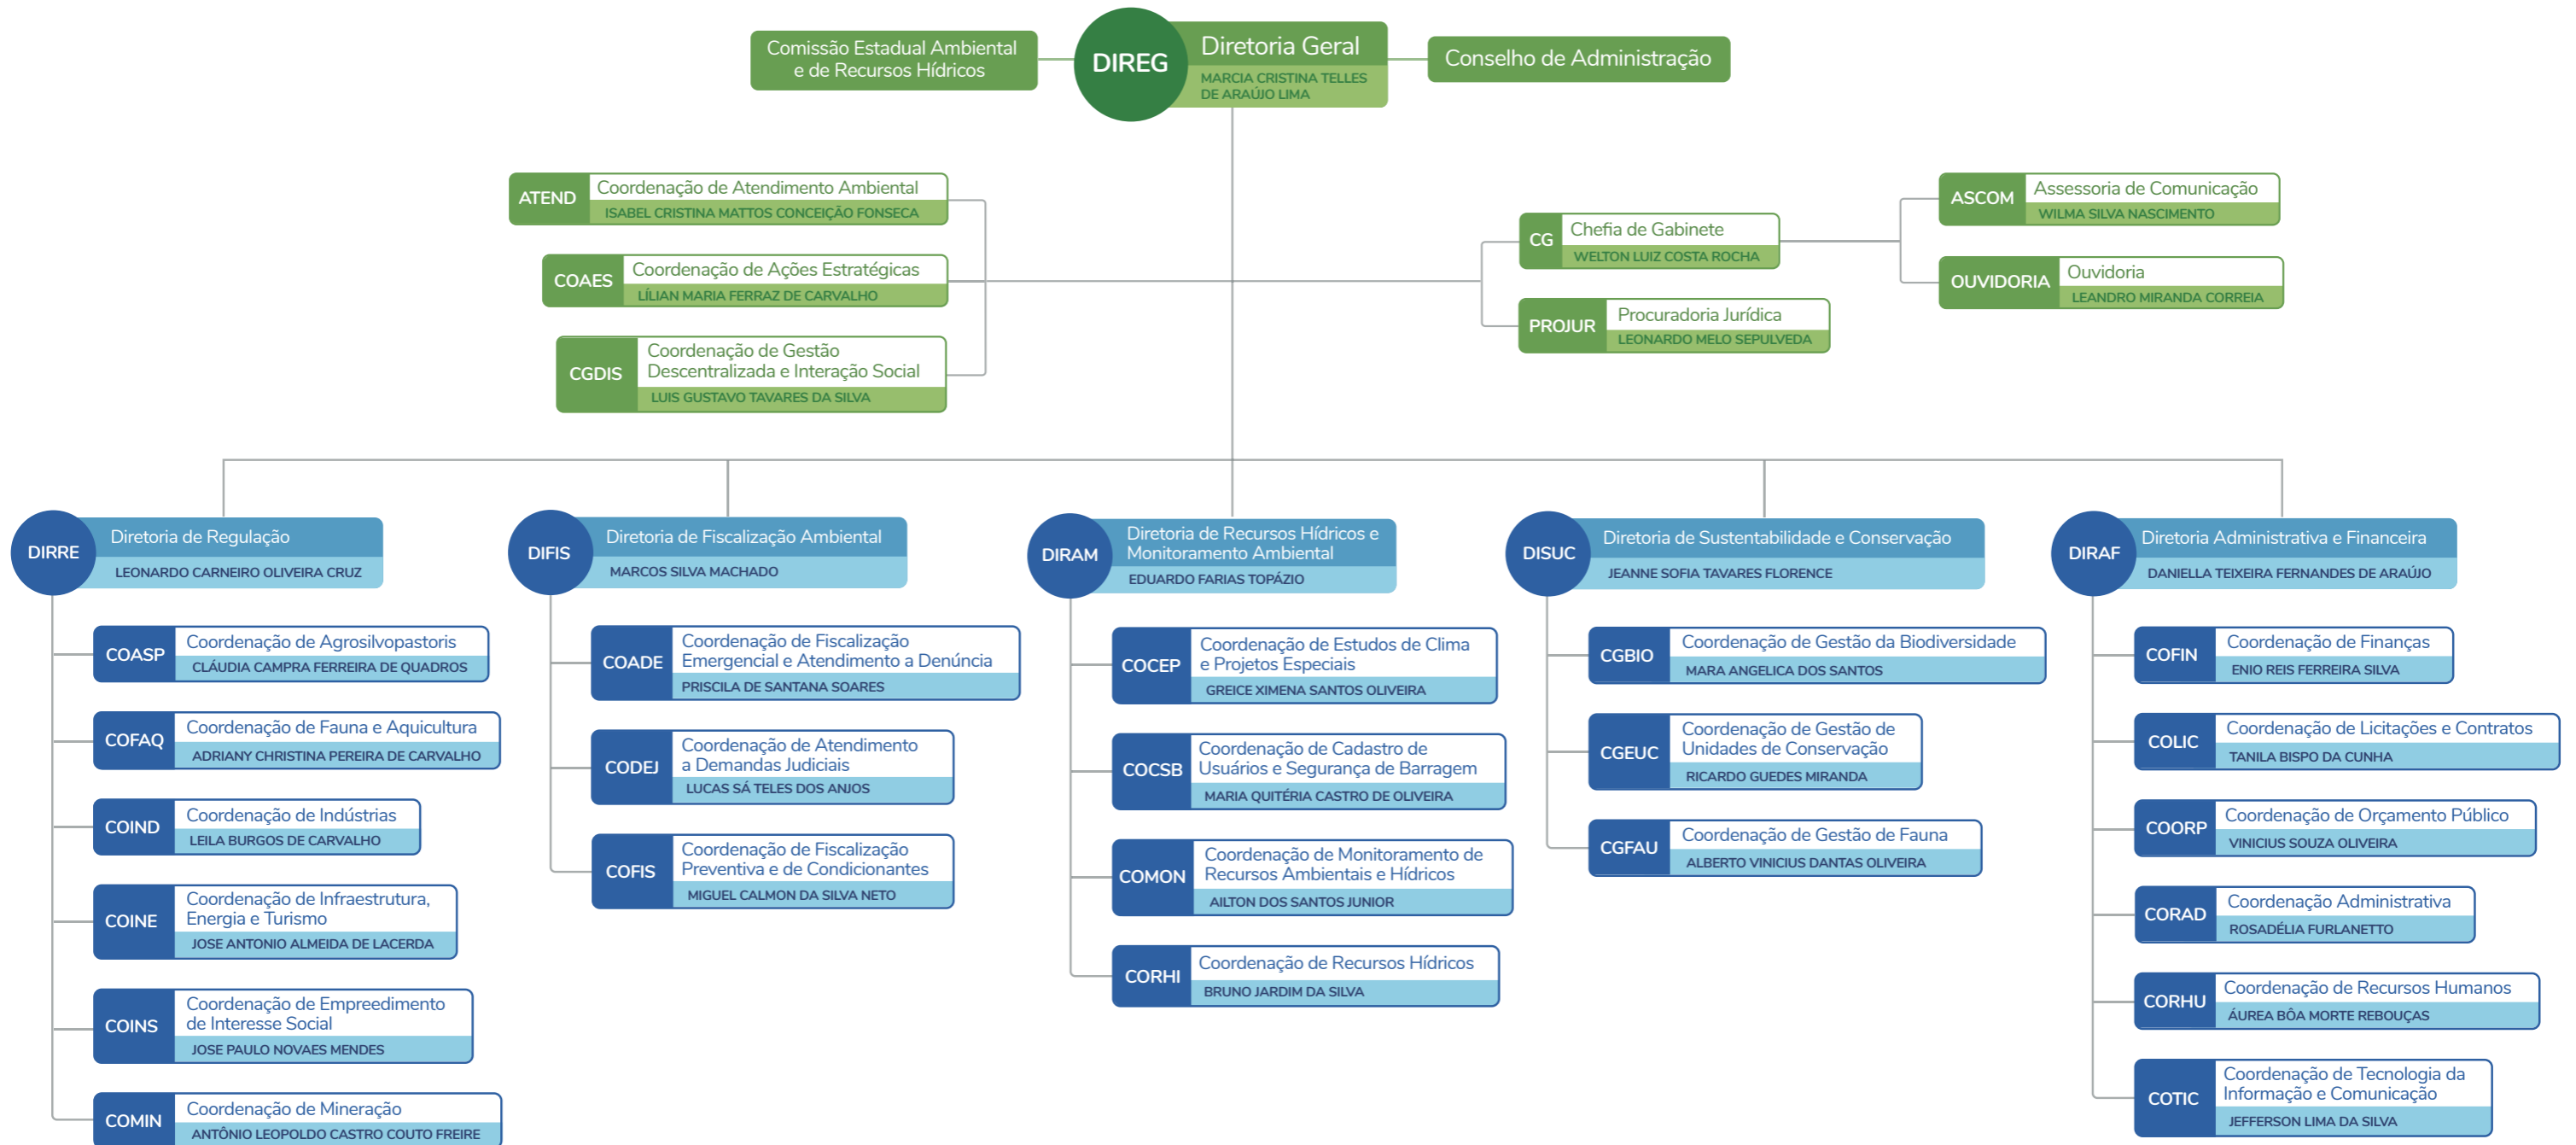 Comissão Estadual Ambiental
e de Recursos Hídricos
DIREG
Diretoria Geral
MARCIA CRISTINA TELLES
DE ARAÚJO LIMA
Conselho de Administração
ATEND
Coordenação de Atendimento Ambiental
ISABEL CRISTINA MATTOS CONCEIÇÃO FONSECA
COAES
Coordenação de Ações Estratégicas
LÍLIAN MARIA FERRAZ DE CARVALHO
CGDIS
Coordenação de Gestão
Descentralizada e Interação Social
LUIS GUSTAVO TAVARES DA SILVA
CG
Chefia de Gabinete
WELTON LUIZ COSTA ROCHA
PROJUR
Procuradoria Jurídica
LEONARDO MELO SEPULVEDA
ASCOM
Assessoria de Comunicação
WILMA SILVA NASCIMENTO
OUVIDORIA
Ouvidoria
LEANDRO MIRANDA CORREIA
DIRRE
Diretoria de Regulação
LEONARDO CARNEIRO OLIVEIRA CRUZ
COASP
Coordenação de Agrosilvopastoris
CLÁUDIA CAMPRA FERREIRA DE QUADROS
COFAQ
Coordenação de Fauna e Aquicultura
ADRIANY CHRISTINA PEREIRA DE CARVALHO
COIND
Coordenação de Indústrias
LEILA BURGOS DE CARVALHO
COINE
Coordenação de Infraestrutura,
Energia e Turismo
JOSE ANTONIO ALMEIDA DE LACERDA
COINS
Coordenação de Empreedimento
de Interesse Social
JOSE PAULO NOVAES MENDES
COMIN
Coordenação de Mineração
ANTÔNIO LEOPOLDO CASTRO COUTO FREIRE
DIFIS
Diretoria de Fiscalização Ambiental
MARCOS SILVA MACHADO
COADE
Coordenação de Fiscalização
Emergencial e Atendimento a Denúncia
PRISCILA DE SANTANA SOARES
CODEJ
Coordenação de Atendimento
a Demandas Judiciais
LUCAS SÁ TELES DOS ANJOS
COFIS
Coordenação de Fiscalização
Preventiva e de Condicionantes
MIGUEL CALMON DA SILVA NETO
DIRAM
Diretoria de Recursos Hídricos e
Monitoramento Ambiental
EDUARDO FARIAS TOPÁZIO
COCEP
Coordenação de Estudos de Clima
e Projetos Especiais
GREICE XIMENA SANTOS OLIVEIRA
COCSB
Coordenação de Cadastro de
Usuários e Segurança de Barragem
MARIA QUITÉRIA CASTRO DE OLIVEIRA
COMON
Coordenação de Monitoramento de
Recursos Ambientais e Hídricos
AILTON DOS SANTOS JUNIOR
CORHI
Coordenação de Recursos Hídricos
BRUNO JARDIM DA SILVA
DISUC
Diretoria de Sustentabilidade e Conservação
JEANNE SOFIA TAVARES FLORENCE
CGBIO
Coordenação de Gestão da Biodiversidade
MARA ANGELICA DOS SANTOS
CGEUC
Coordenação de Gestão de
Unidades de Conservação
RICARDO GUEDES MIRANDA
CGFAU
Coordenação de Gestão de Fauna
ALBERTO VINICIUS DANTAS OLIVEIRA
DIRAF
Diretoria Administrativa e Financeira
DANIELLA TEIXEIRA FERNANDES DE ARAÚJO
COFIN
Coordenação de Finanças
ENIO REIS FERREIRA SILVA
COLIC
Coordenação de Licitações e Contratos
TANILA BISPO DA CUNHA
COORP
Coordenação de Orçamento Público
VINICIUS SOUZA OLIVEIRA
CORAD
Coordenação Administrativa
ROSADÉLIA FURLANETTO
CORHU
Coordenação de Recursos Humanos
ÁUREA BÔA MORTE REBOUÇAS
COTIC
Coordenação de Tecnologia da
Informação e Comunicação
JEFFERSON LIMA DA SILVA